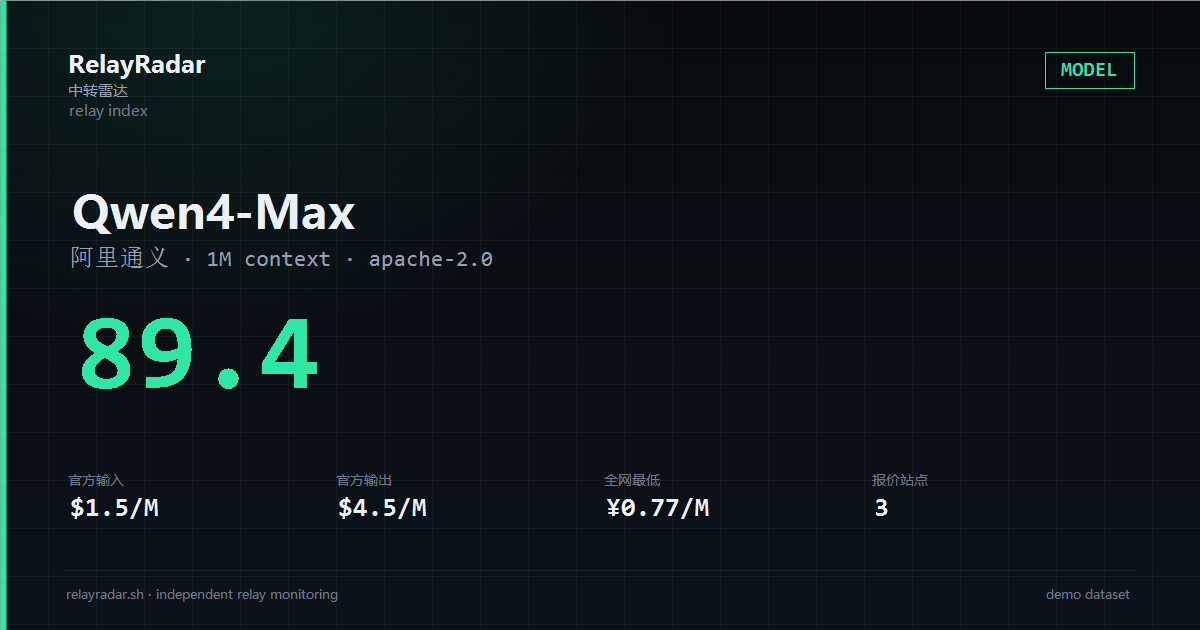 RelayRadar
MODEL
中转雷达
relay index
Qwen4-Max
阿里通义 · 1M context · apache-2.0
89.4
官方输入 官方输出 全网最低 报价站点
$1.5/M $4.5/M ¥0.77/M 3
relayradar.sh · independent relay monitoring
demo dataset